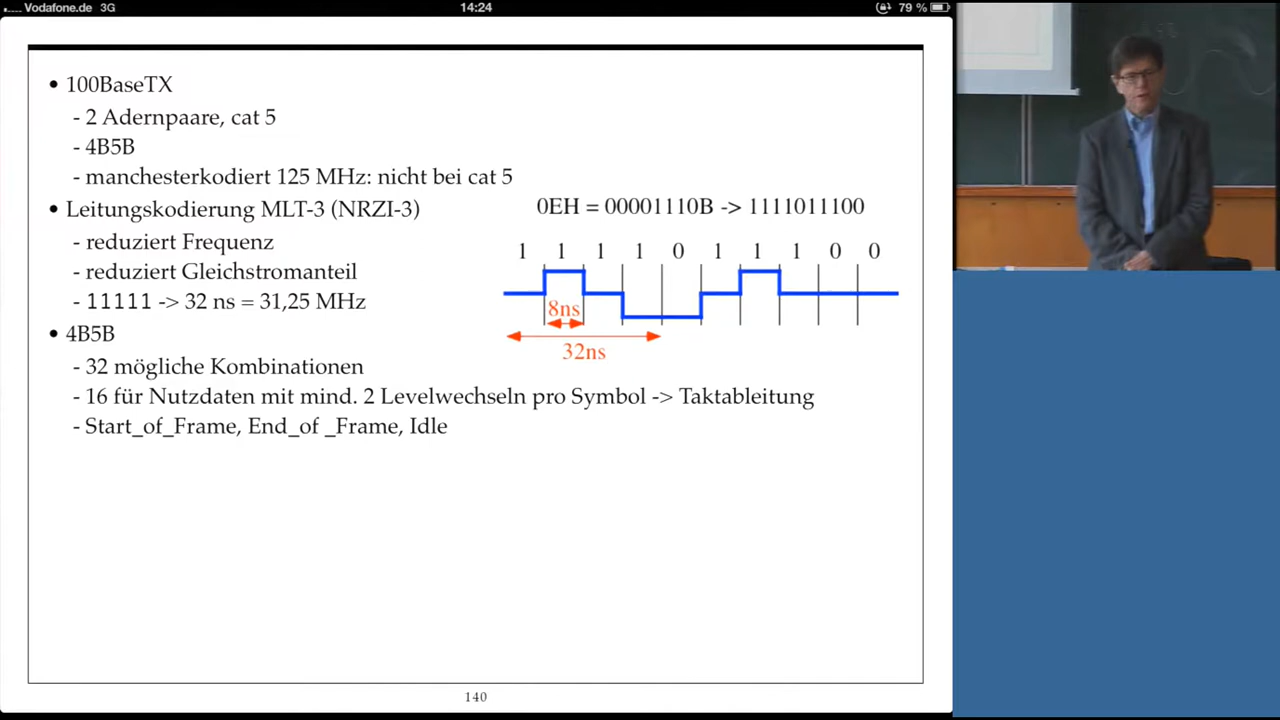 Vodafone.de 3G 14:24 79 %
• 100BaseTX
- 2 Adernpaare, cat 5
- 4B5B
- manchesterkodiert 125 MHz: nicht bei cat 5
• Leitungskodierung MLT-3 (NRZI-3)
- reduziert Frequenz
- reduziert Gleichstromanteil
- 11111 -> 32 ns = 31,25 MHz
0EH = 00001110B -> 1111011100
1 1 1 1 0 1 1 1 0 0
8ns
32ns
• 4B5B
- 32 mögliche Kombinationen
- 16 für Nutzdaten mit mind. 2 Levelwechseln pro Symbol -> Taktableitung
- Start_of_Frame, End_of _Frame, Idle
140